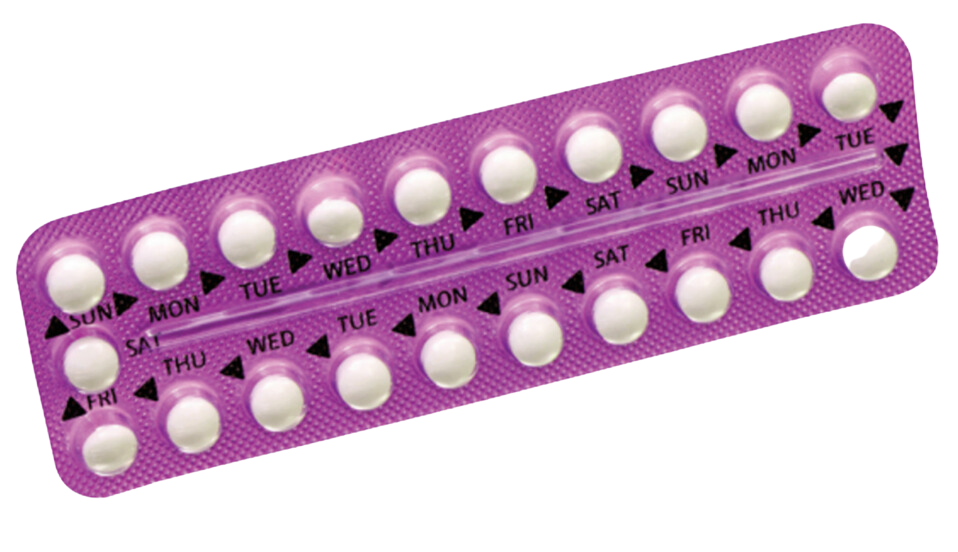 SUN MON TUE WED THU FRI SAT SUN MON TUE
SAT
FRI THU WED TUE MON SUN SAT FRI THU WED